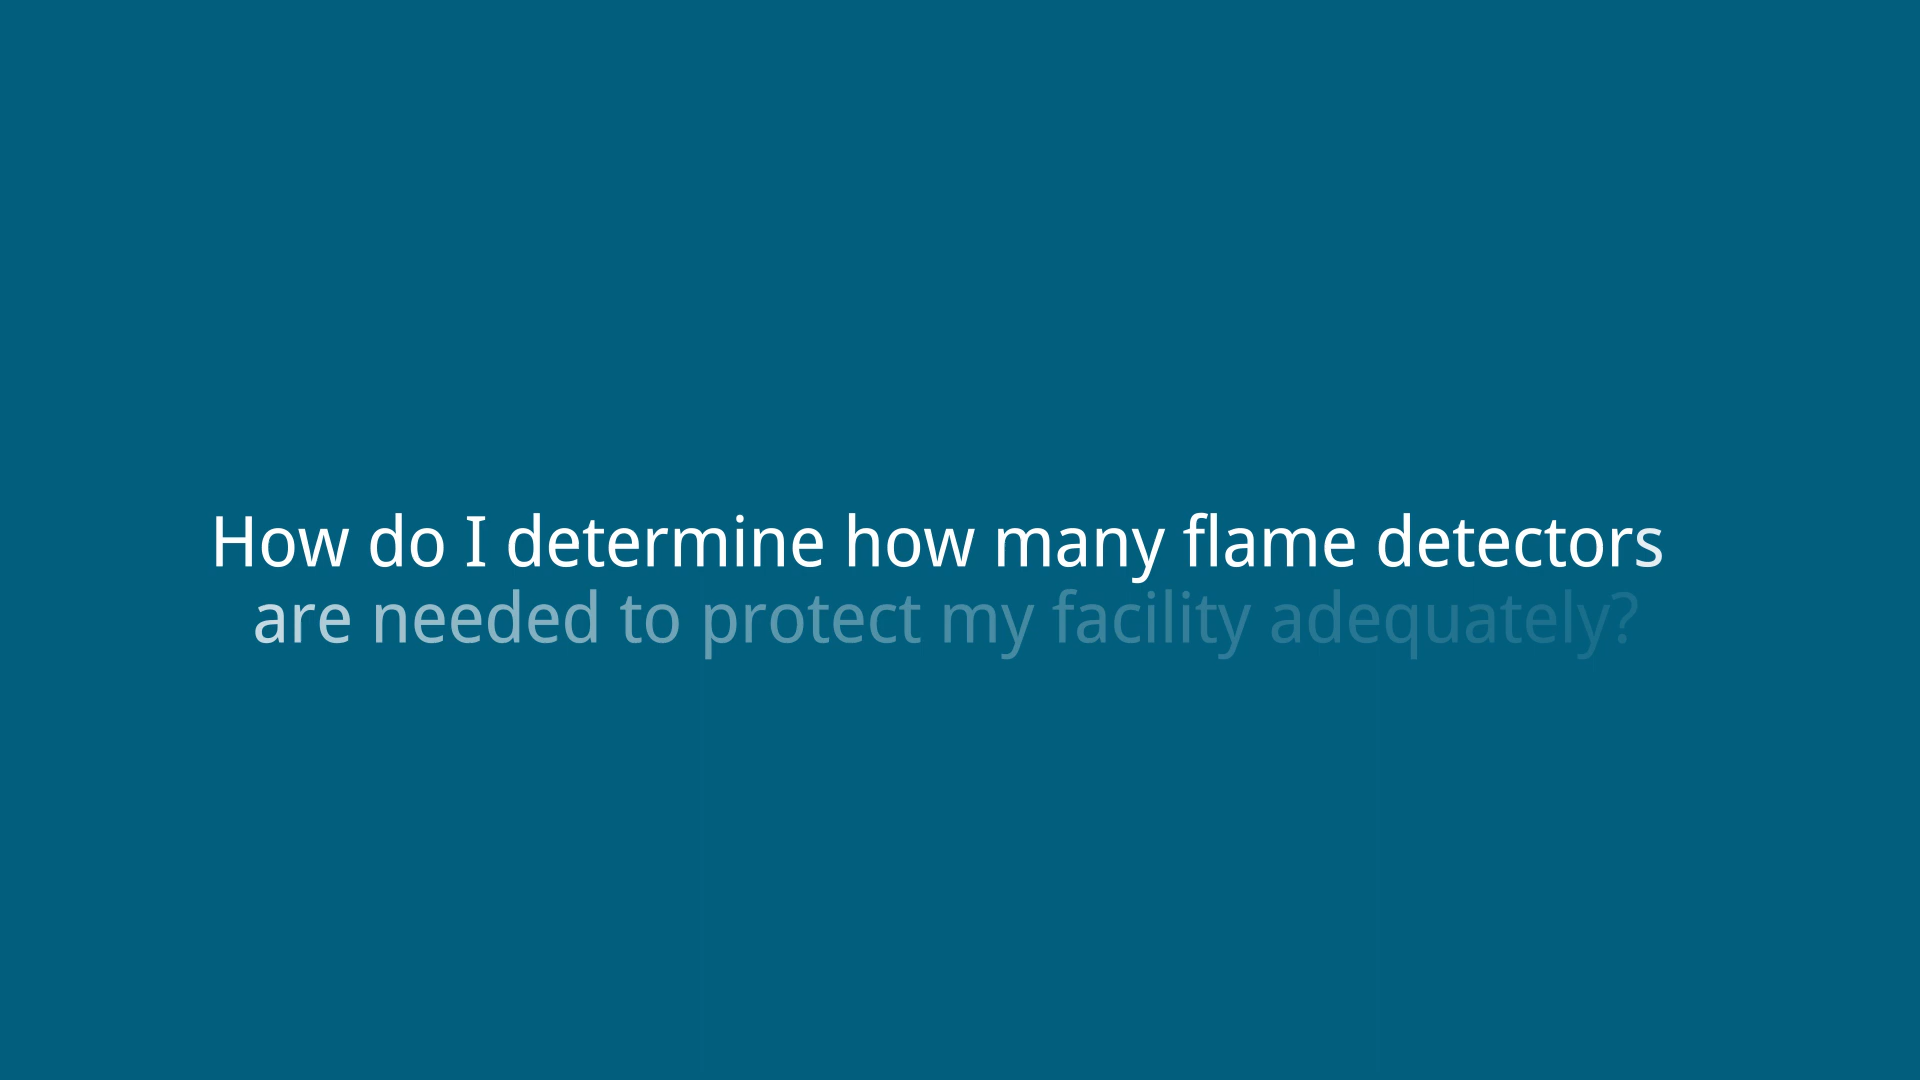 How do I determine how many flame detectors
are needed to protect my facility adequately?